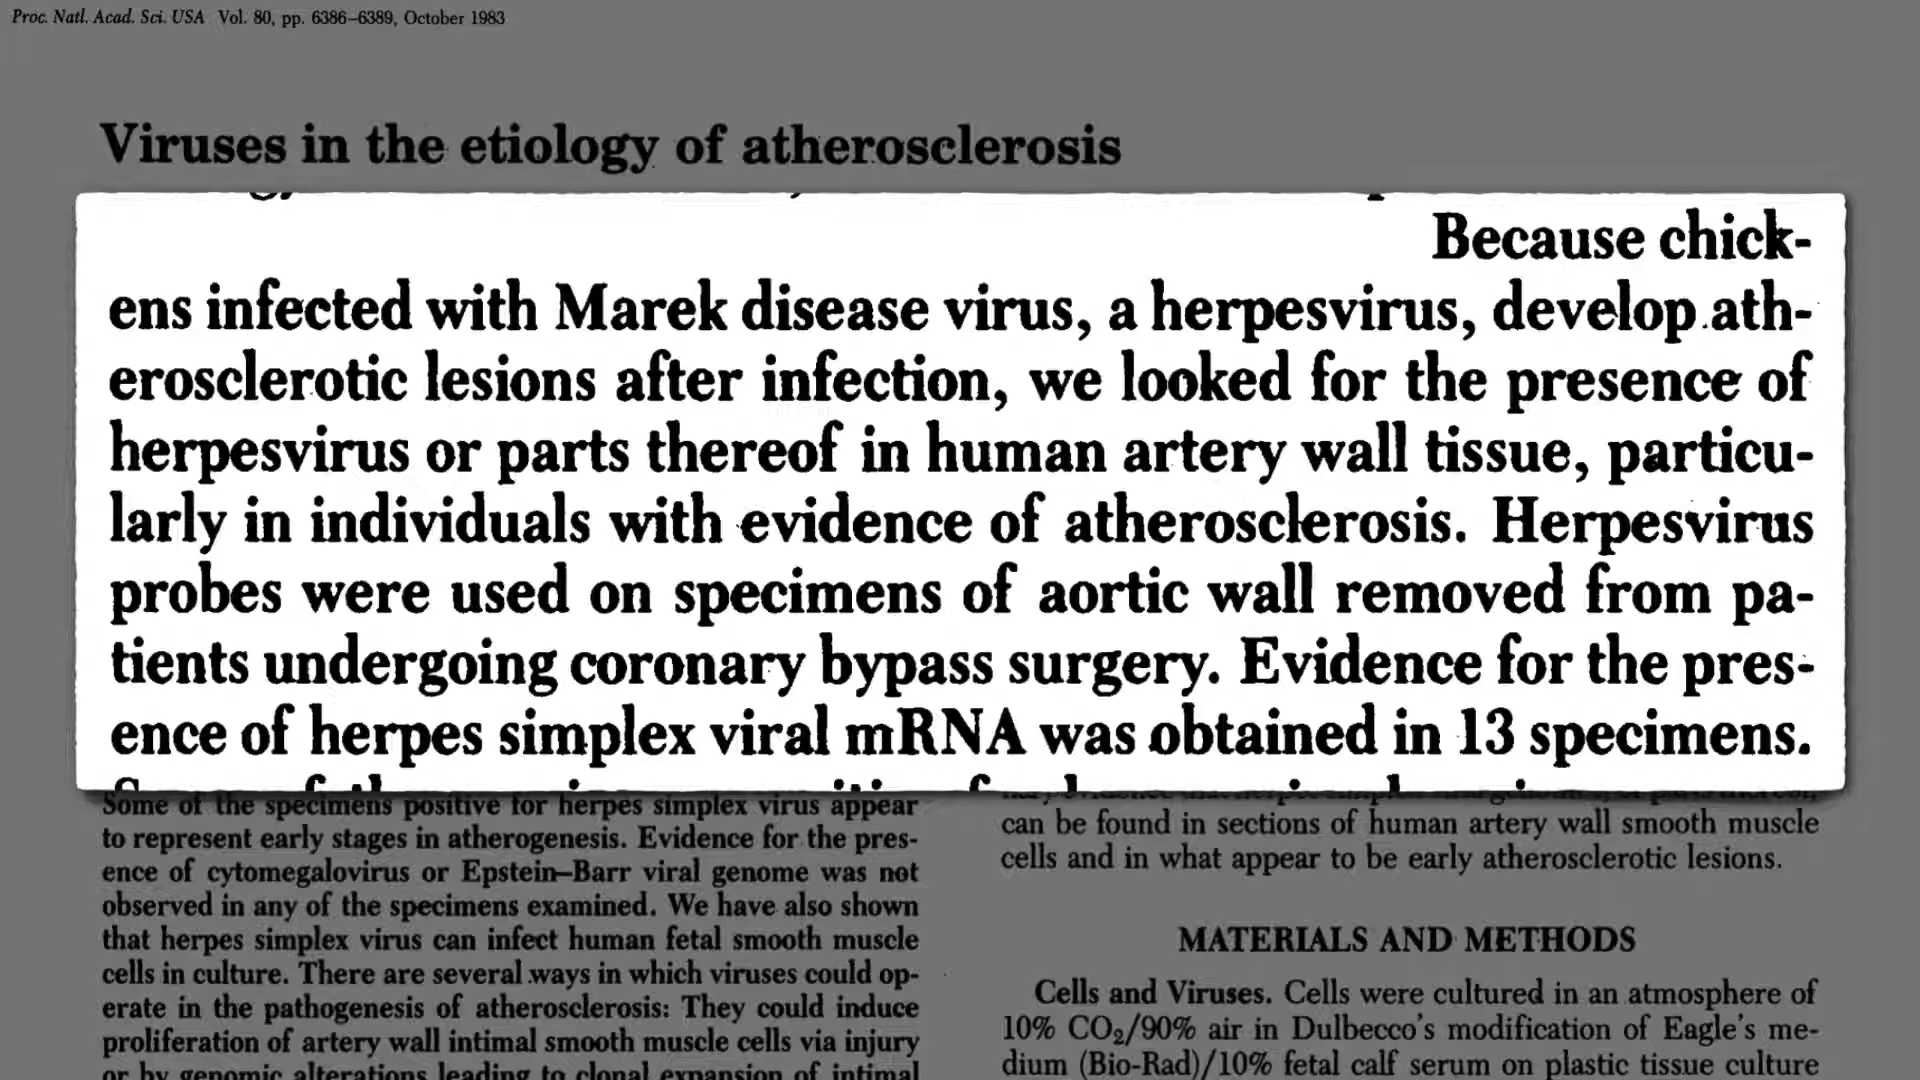 Proc. Natl. Acad. Sci. USA Vol. 80, pp. 6386–6389, October 1983
Viruses in the etiology of atherosclerosis
Because chick-
ens infected with Marek disease virus, a herpesvirus, develop ath-
erosclerotic lesions after infection, we looked for the presence of
herpesvirus or parts thereof in human artery wall tissue, particu-
larly in individuals with evidence of atherosclerosis. Herpesvirus
probes were used on specimens of aortic wall removed from pa-
tients undergoing coronary bypass surgery. Evidence for the pres-
ence of herpes simplex viral mRNA was obtained in 13 specimens.
Some of the specimens positive for herpes simplex virus appear
to represent early stages in atherogenesis. Evidence for the pres-
ence of cytomegalovirus or Epstein–Barr viral genome was not
observed in any of the specimens examined. We have also shown
that herpes simplex virus can infect human fetal smooth muscle
cells in culture. There are several ways in which viruses could op-
erate in the pathogenesis of atherosclerosis: They could induce
proliferation of artery wall intimal smooth muscle cells via injury
or by genomic alterations leading to clonal expansion of intimal
can be found in sections of human artery wall smooth muscle
cells and in what appear to be early atherosclerotic lesions.
MATERIALS AND METHODS
Cells and Viruses. Cells were cultured in an atmosphere of
10% CO₂/90% air in Dulbecco's modification of Eagle's me-
dium (Bio-Rad)/10% fetal calf serum on plastic tissue culture